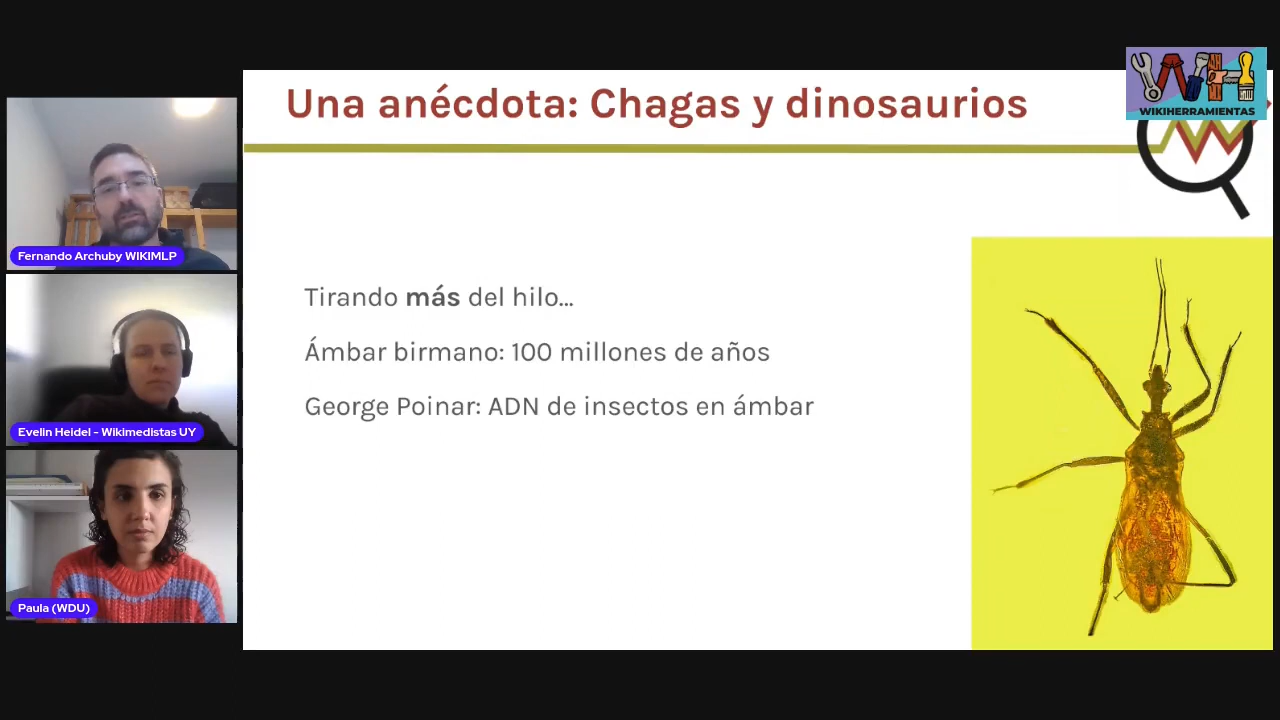 Una anécdota: Chagas y dinosaurios
WH
WIKIHERRAMIENTAS
Tirando más del hilo...
Ámbar birmano: 100 millones de años
George Poinar: ADN de insectos en ámbar
Fernando Archuby WIKIMLP
Evelin Heidel - Wikimedistas UY
Paula (WDU)